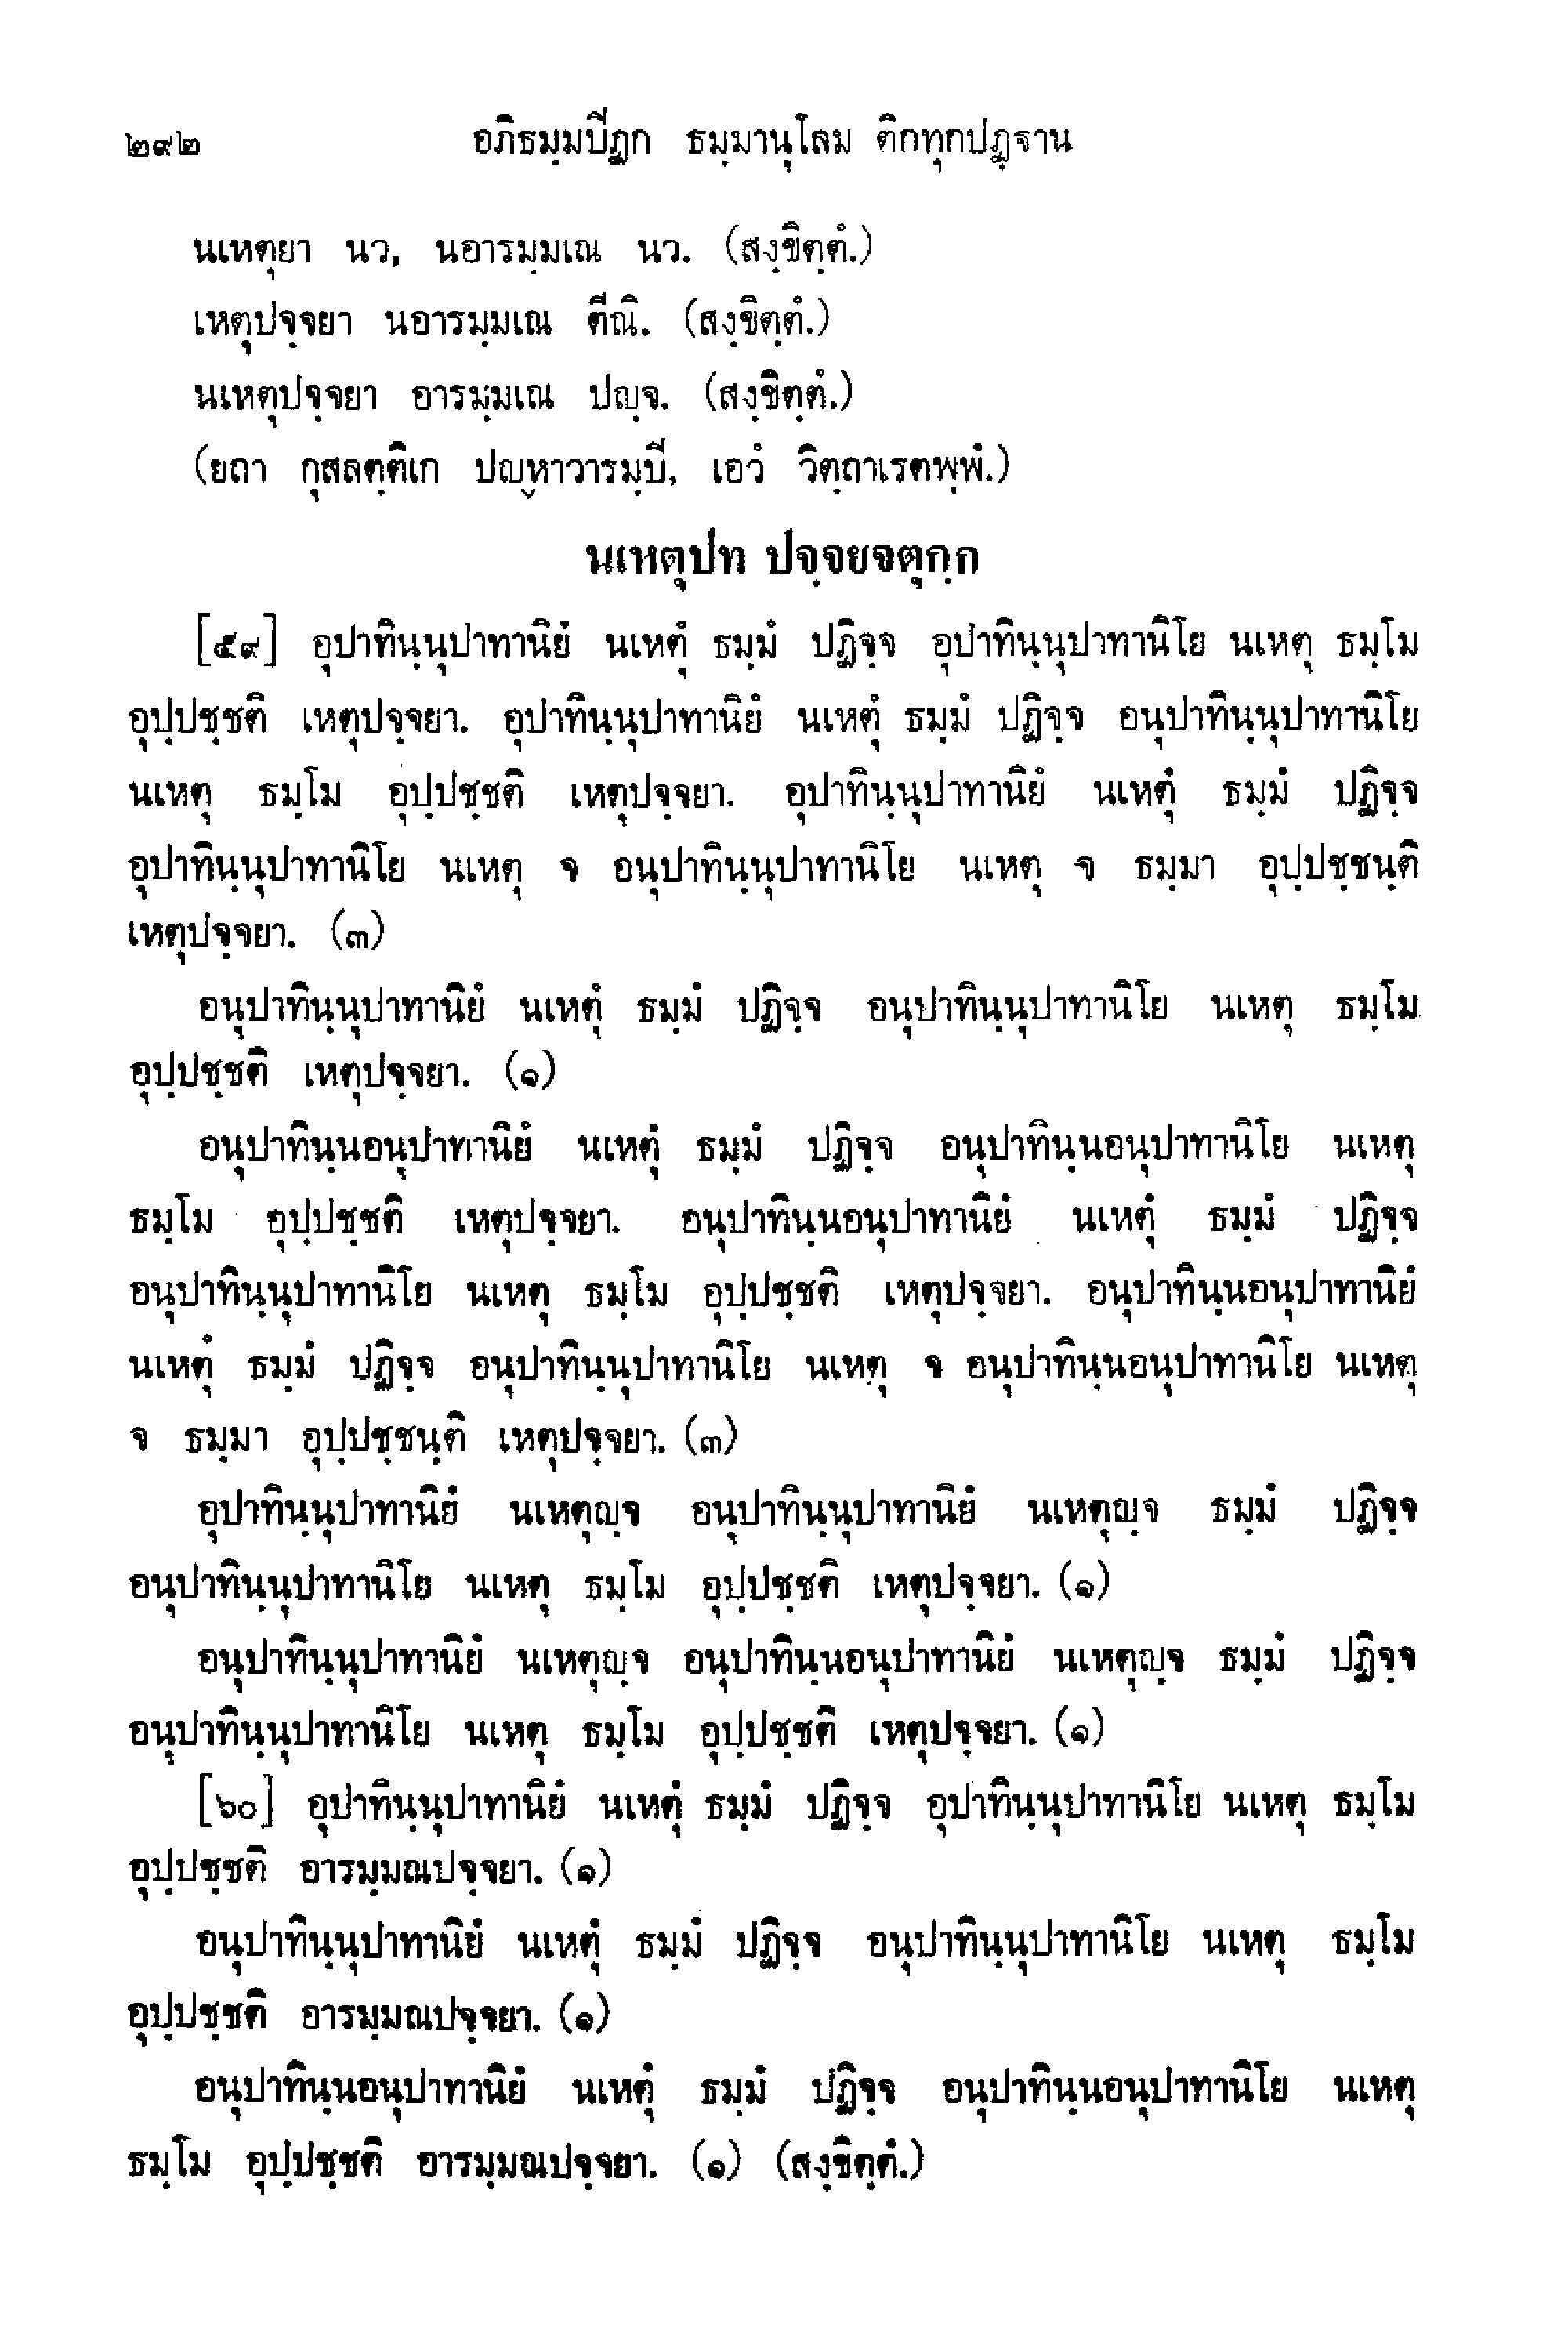 ๒๙๒ อภิธมฺมปีฏก ธมฺมานุโลม ติกทุกปฏฺฐาน
นเหตุยา นว, นอารมฺมเณ นว. (สงฺขิตฺตํ.)
เหตุปจฺจยา นอารมฺมเณ ตีณิ. (สงฺขิตฺตํ.)
นเหตุปจฺจยา อารมฺมเณ ปญฺจ. (สงฺขิตฺตํ.)
(ยถา กุสลตฺติเก ปญฺหาวารมฺปี, เอวํ วิตฺถาเรตพฺพํ.)
นเหตุปท ปจฺจยจตุกฺก
[๕๙] อุปาทินฺนุปาทานิยํ นเหตุํ ธมฺมํ ปฏิจฺจ อุปาทินฺนุปาทานิโย นเหตุ ธมฺโม
อุปฺปชฺชติ เหตุปจฺจยา. อุปาทินฺนุปาทานิยํ นเหตุํ ธมฺมํ ปฏิจฺจ อนุปาทินฺนุปาทานิโย
นเหตุ ธมฺโม อุปฺปชฺชติ เหตุปจฺจยา. อุปาทินฺนุปาทานิยํ นเหตุํ ธมฺมํ ปฏิจฺจ
อุปาทินฺนุปาทานิโย นเหตุ จ อนุปาทินฺนุปาทานิโย นเหตุ จ ธมฺมา อุปฺปชฺชนฺติ
เหตุปจฺจยา. (๓)
อนุปาทินฺนุปาทานิยํ นเหตุํ ธมฺมํ ปฏิจฺจ อนุปาทินฺนุปาทานิโย นเหตุ ธมฺโม
อุปฺปชฺชติ เหตุปจฺจยา. (๑)
อนุปาทินฺนอนุปาทานิยํ นเหตุํ ธมฺมํ ปฏิจฺจ อนุปาทินฺนอนุปาทานิโย นเหตุ
ธมฺโม อุปฺปชฺชติ เหตุปจฺจยา. อนุปาทินฺนอนุปาทานิยํ นเหตุํ ธมฺมํ ปฏิจฺจ
อนุปาทินฺนุปาทานิโย นเหตุ ธมฺโม อุปฺปชฺชติ เหตุปจฺจยา. อนุปาทินฺนอนุปาทานิยํ
นเหตุํ ธมฺมํ ปฏิจฺจ อนุปาทินฺนุปาทานิโย นเหตุ จ อนุปาทินฺนอนุปาทานิโย นเหตุ
จ ธมฺมา อุปฺปชฺชนฺติ เหตุปจฺจยา. (๓)
อุปาทินฺนุปาทานิยํ นเหตุญฺจ อนุปาทินฺนุปาทานิยํ นเหตุญฺจ ธมฺมํ ปฏิจฺจ
อนุปาทินฺนุปาทานิโย นเหตุ ธมฺโม อุปฺปชฺชติ เหตุปจฺจยา. (๑)
อนุปาทินฺนุปาทานิยํ นเหตุญฺจ อนุปาทินฺนอนุปาทานิยํ นเหตุญฺจ ธมฺมํ ปฏิจฺจ
อนุปาทินฺนุปาทานิโย นเหตุ ธมฺโม อุปฺปชฺชติ เหตุปจฺจยา. (๑)
[๖๐] อุปาทินฺนุปาทานิยํ นเหตุํ ธมฺมํ ปฏิจฺจ อุปาทินฺนุปาทานิโย นเหตุ ธมฺโม
อุปฺปชฺชติ อารมฺมณปจฺจยา. (๑)
อนุปาทินฺนุปาทานิยํ นเหตุํ ธมฺมํ ปฏิจฺจ อนุปาทินฺนุปาทานิโย นเหตุ ธมฺโม
อุปฺปชฺชติ อารมฺมณปจฺจยา. (๑)
อนุปาทินฺนอนุปาทานิยํ นเหตุํ ธมฺมํ ปฏิจฺจ อนุปาทินฺนอนุปาทานิโย นเหตุ
ธมฺโม อุปฺปชฺชติ อารมฺมณปจฺจยา. (๑) (สงฺขิตฺตํ.)